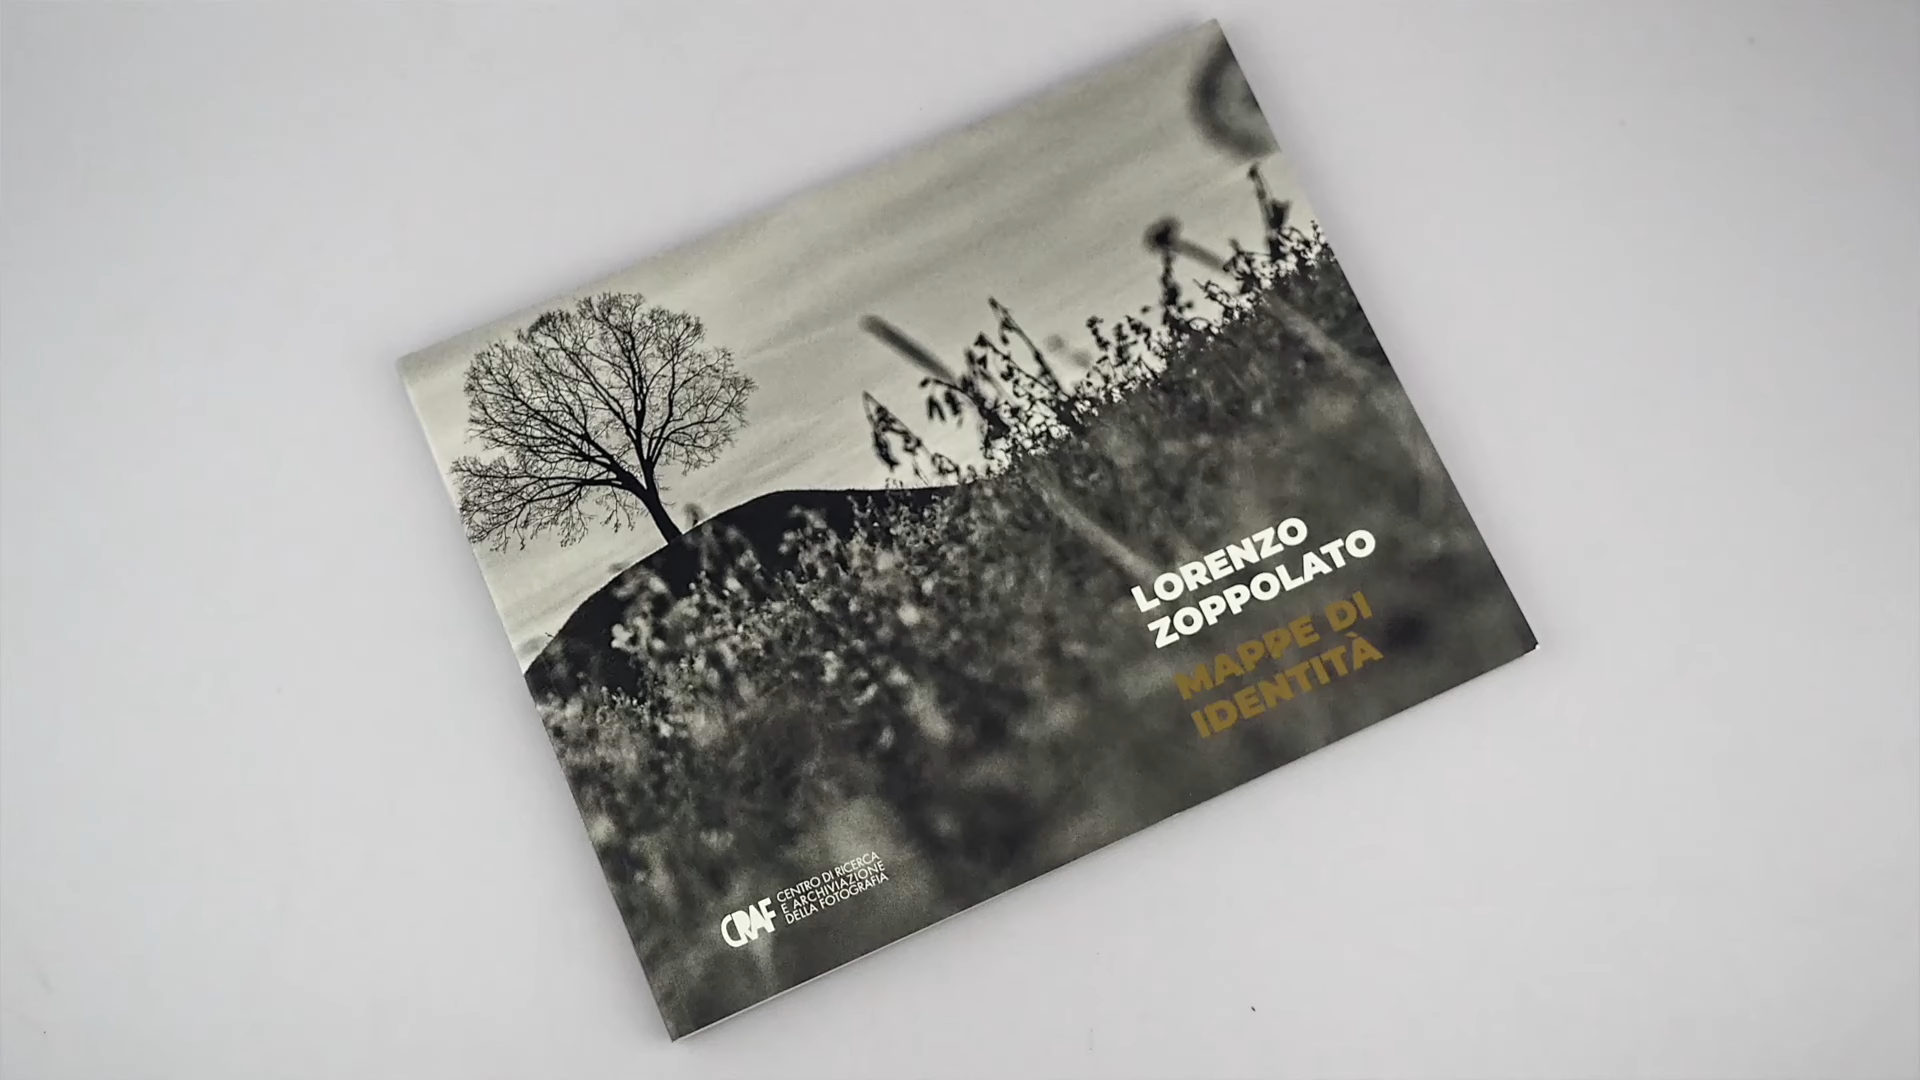 LORENZO
ZOPPOLATO
MAPPE DI
IDENTITÀ
CRAF
CENTRO DI RICERCA
E ARCHIVIAZIONE
DELLA FOTOGRAFIA